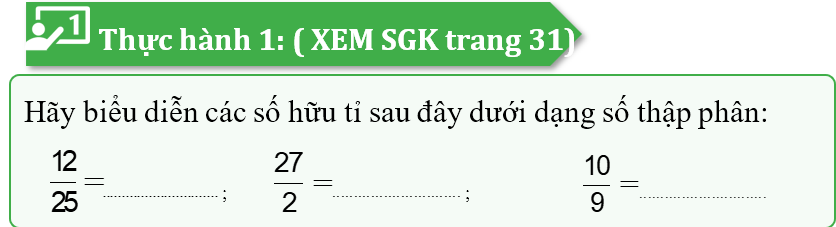 1 Thực hành 1: ( XEM SGK trang 31)
Hãy biểu diễn các số hữu tỉ sau đây dưới dạng số thập phân:
12/25 =............................ ; 27/2 =............................ ; 10/9 =............................